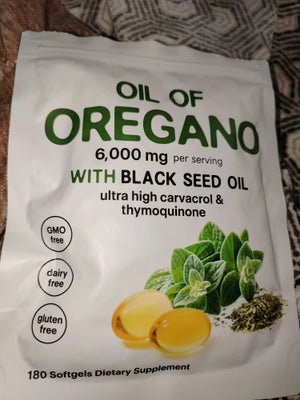 OIL OF
OREGANO
6,000 mg per serving
WITH BLACK SEED OIL
ultra high carvacrol &
thymoquinone
GMO
free
dairy
free
gluten
free
180 Softgels Dietary Supplement